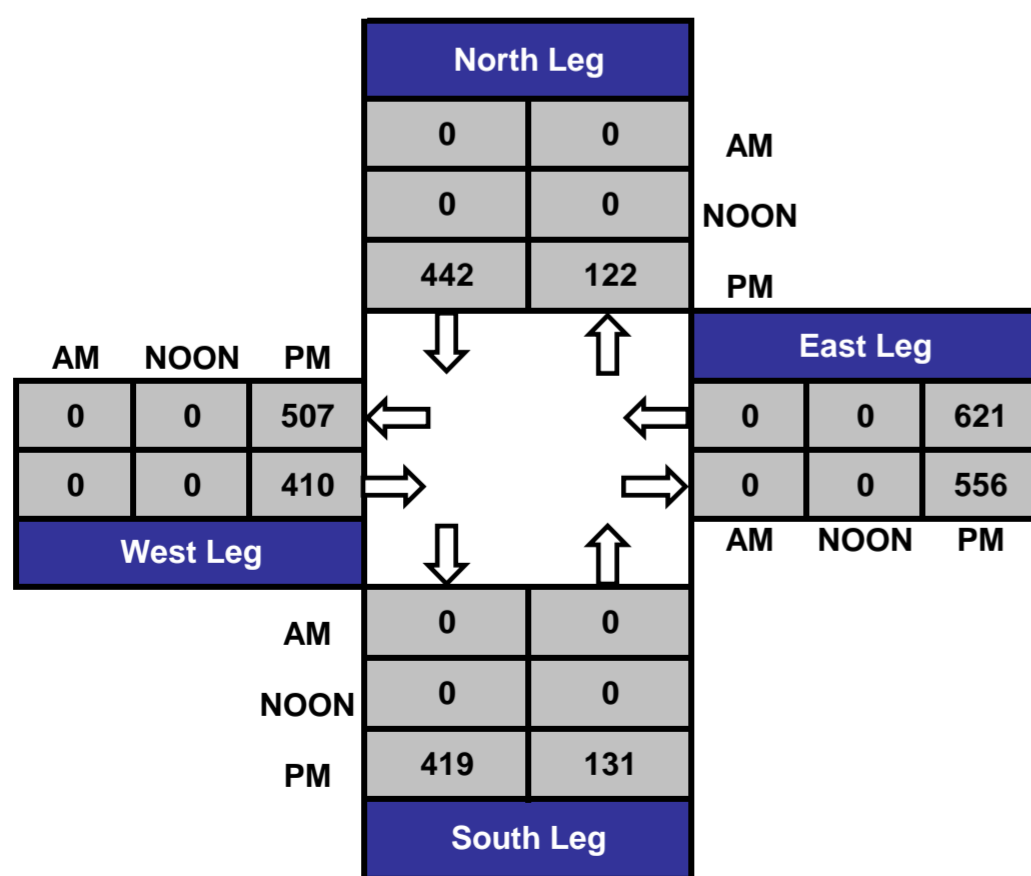 North Leg
0 0
AM
0 0
NOON
442 122
PM
East Leg
AM NOON PM
0 0 507
0 0 621
0 0 410
0 0 556
West Leg
AM NOON PM
AM
0 0
NOON
0 0
PM
419 131
South Leg